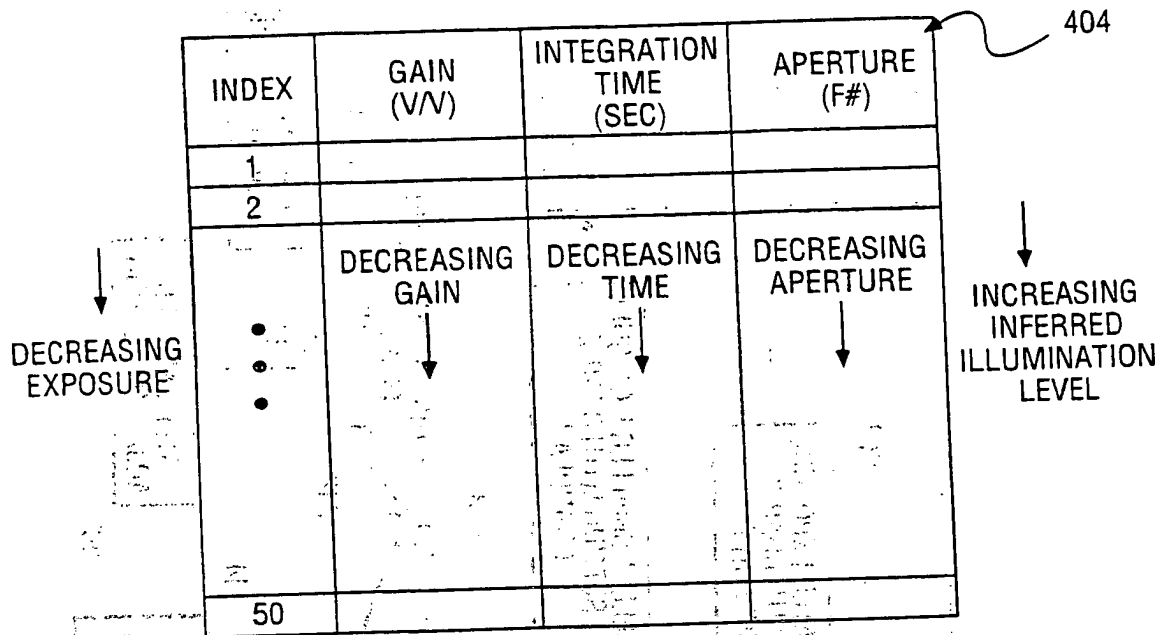 404
INDEX
GAIN
(V/V)
INTEGRATION
TIME
(SEC)
APERTURE
(F#)
1
2
DECREASING
EXPOSURE
DECREASING
GAIN
DECREASING
TIME
DECREASING
APERTURE
INCREASING
INFERRED
ILLUMINATION
LEVEL
50